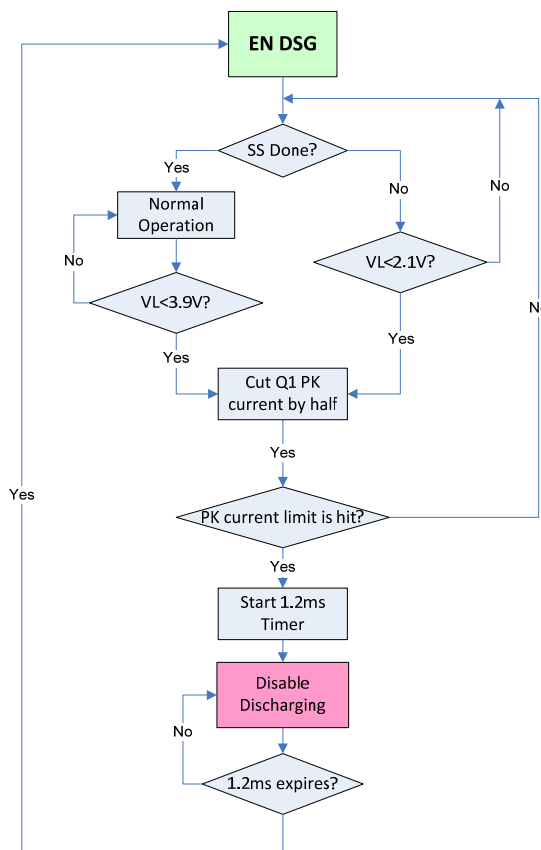 EN DSG
SS Done?
Yes
No
No
Normal
Operation
VL<2.1V?
No
VL<3.9V?
Yes
Yes
Cut Q1 PK
current by half
Yes
Yes
PK current limit is hit?
Yes
Start 1.2ms
Timer
Disable
Discharging
No
1.2ms expires?